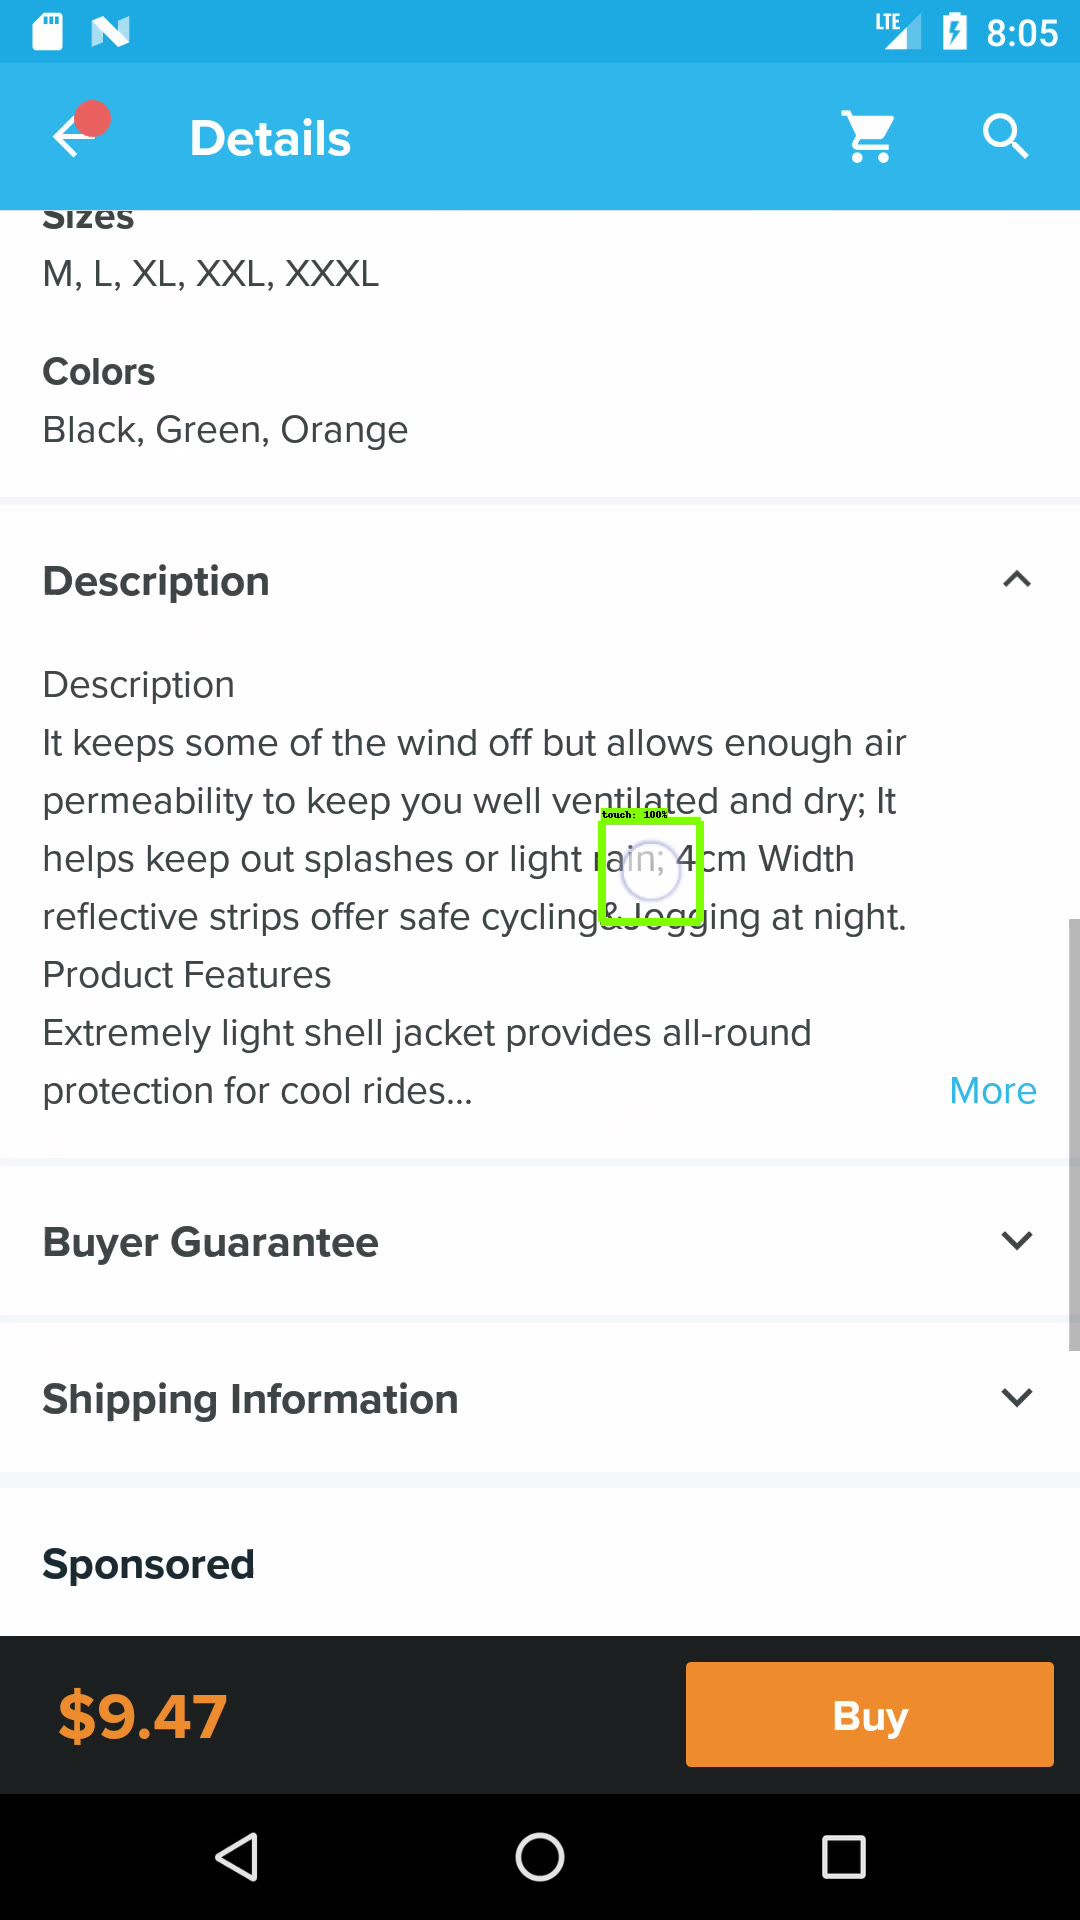 LTE 8:05
Details
Sizes
M, L, XL, XXL, XXXL
Colors
Black, Green, Orange
Description
Description
It keeps some of the wind off but allows enough air
permeability to keep you well ventilated and dry; It
touch: 100%
helps keep out splashes or light rain; 4cm Width
reflective strips offer safe cycling&Jogging at night.
Product Features
Extremely light shell jacket provides all-round
protection for cool rides... More
Buyer Guarantee
Shipping Information
Sponsored
$9.47 Buy